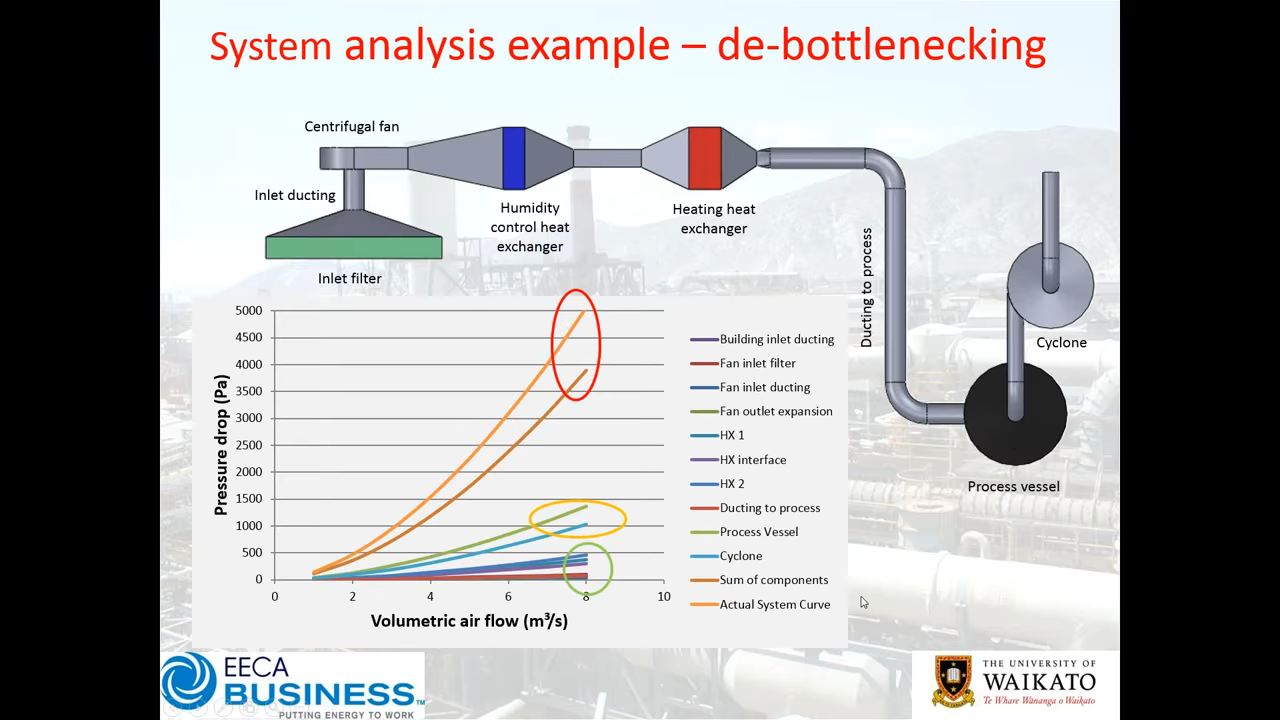 System analysis example – de-bottlenecking
Centrifugal fan
Inlet ducting
Inlet filter
Humidity
control heat
exchanger
Heating heat
exchanger
Ducting to process
Cyclone
Process vessel
Pressure drop (Pa)
5000
4500
4000
3500
3000
2500
2000
1500
1000
500
0
0 2 4 6 8 10
Volumetric air flow (m³/s)
Building inlet ducting
Fan inlet filter
Fan inlet ducting
Fan outlet expansion
HX 1
HX interface
HX 2
Ducting to process
Process Vessel
Cyclone
Sum of components
Actual System Curve
EECA
BUSINESS™
PUTTING ENERGY TO WORK
THE UNIVERSITY OF
WAIKATO
Te Whare Wānanga o Waikato